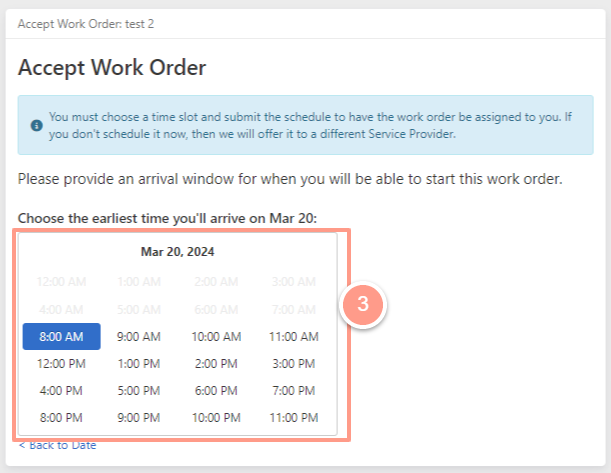 Accept Work Order: test 2
Accept Work Order
You must choose a time slot and submit the schedule to have the work order be assigned to you. If
you don't schedule it now, then we will offer it to a different Service Provider.
Please provide an arrival window for when you will be able to start this work order.
Choose the earliest time you'll arrive on Mar 20:
Mar 20, 2024
12:00 AM 1:00 AM 2:00 AM 3:00 AM
4:00 AM 5:00 AM 6:00 AM 7:00 AM
3
8:00 AM 9:00 AM 10:00 AM 11:00 AM
12:00 PM 1:00 PM 2:00 PM 3:00 PM
4:00 PM 5:00 PM 6:00 PM 7:00 PM
8:00 PM 9:00 PM 10:00 PM 11:00 PM
< Back to Date